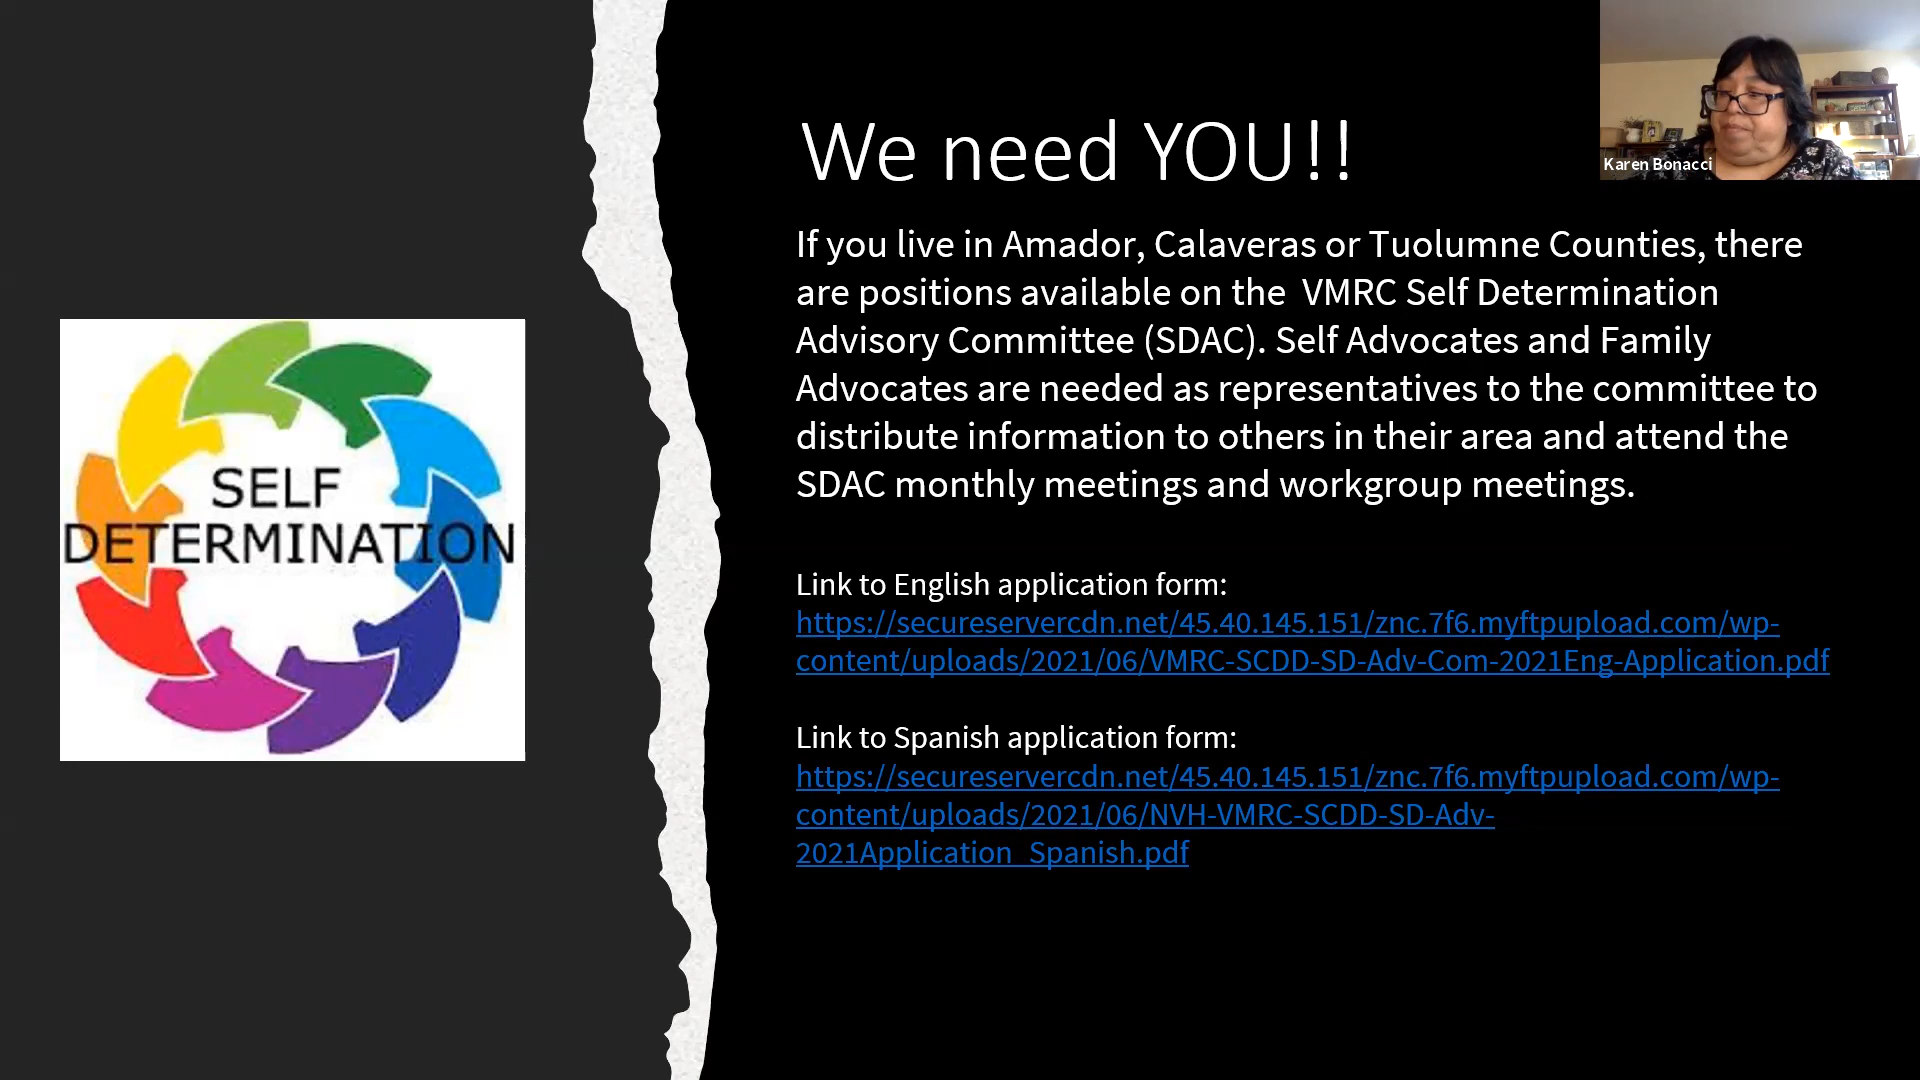 We need YOU!!
Karen Bonacci
If you live in Amador, Calaveras or Tuolumne Counties, there
are positions available on the VMRC Self Determination
Advisory Committee (SDAC). Self Advocates and Family
Advocates are needed as representatives to the committee to
distribute information to others in their area and attend the
SDAC monthly meetings and workgroup meetings.
SELF
DETERMINATION
Link to English application form:
https://secureservercdn.net/45.40.145.151/znc.7f6.myftpupload.com/wp-
content/uploads/2021/06/VMRC-SCDD-SD-Adv-Com-2021Eng-Application.pdf
Link to Spanish application form:
https://secureservercdn.net/45.40.145.151/znc.7f6.myftpupload.com/wp-
content/uploads/2021/06/NVH-VMRC-SCDD-SD-Adv-
2021Application_Spanish.pdf